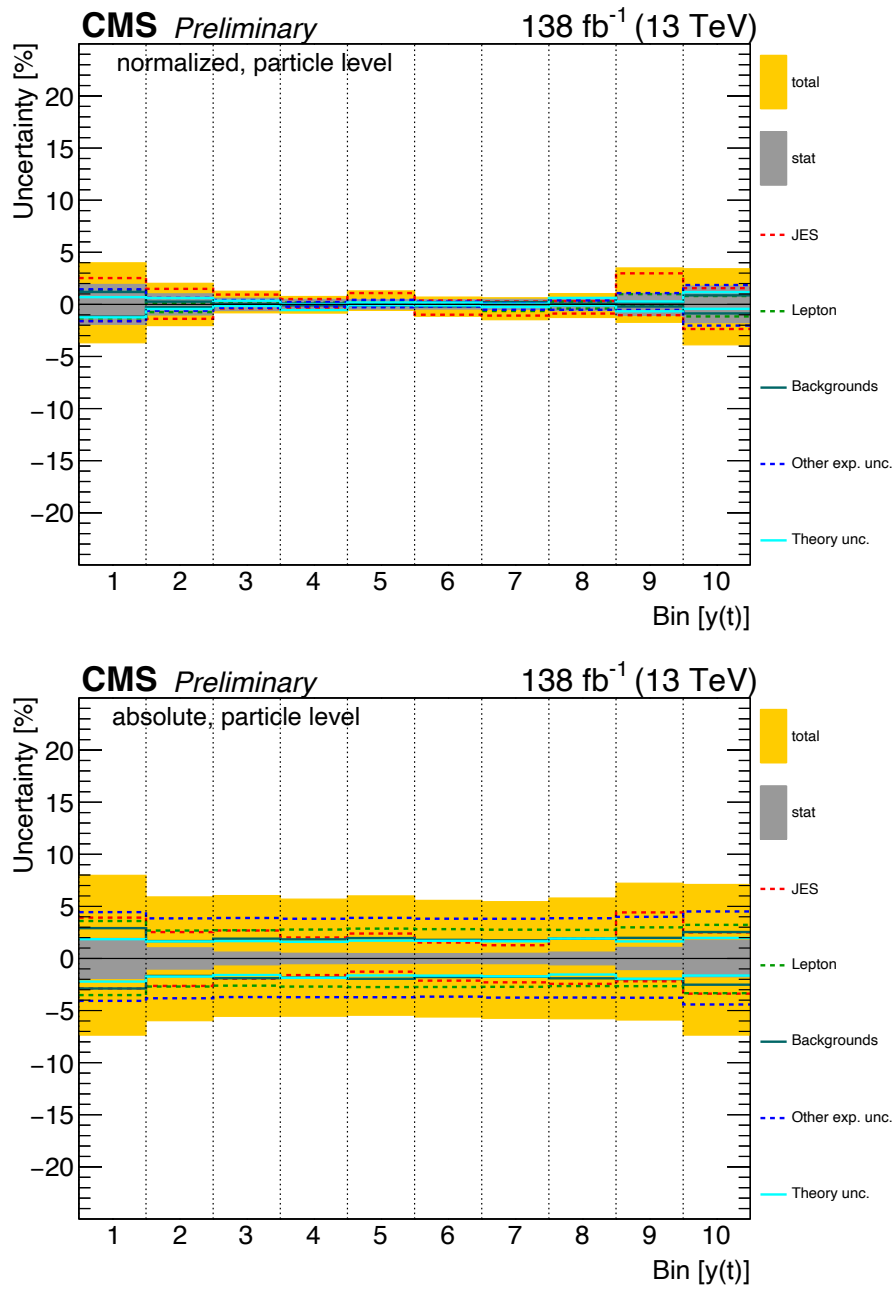 CMS Preliminary 138 fb⁻¹ (13 TeV)
normalized, particle level
Uncertainty [%]
20
15
10
5
0
−5
−10
−15
−20
1 2 3 4 5 6 7 8 9 10
Bin [y(t)]
total
stat
JES
Lepton
Backgrounds
Other exp. unc.
Theory unc.
CMS Preliminary 138 fb⁻¹ (13 TeV)
absolute, particle level
Uncertainty [%]
20
15
10
5
0
−5
−10
−15
−20
1 2 3 4 5 6 7 8 9 10
Bin [y(t)]
total
stat
JES
Lepton
Backgrounds
Other exp. unc.
Theory unc.